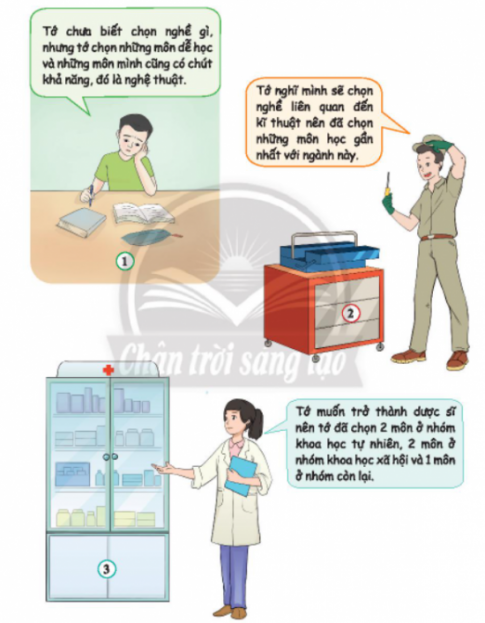 Tớ chưa biết chọn nghề gì,
nhưng tớ chọn những môn dễ học
và những môn mình cũng có chút
khả năng, đó là nghệ thuật.
Tớ nghĩ mình sẽ chọn
nghề liên quan đến
kĩ thuật nên đã chọn
những môn học gần
nhất với ngành này.
1
2
Chân trời sáng tạo
Tớ muốn trở thành dược sĩ
nên tớ đã chọn 2 môn ở nhóm
khoa học tự nhiên, 2 môn ở
nhóm khoa học xã hội và 1 môn
ở nhóm còn lại.
3